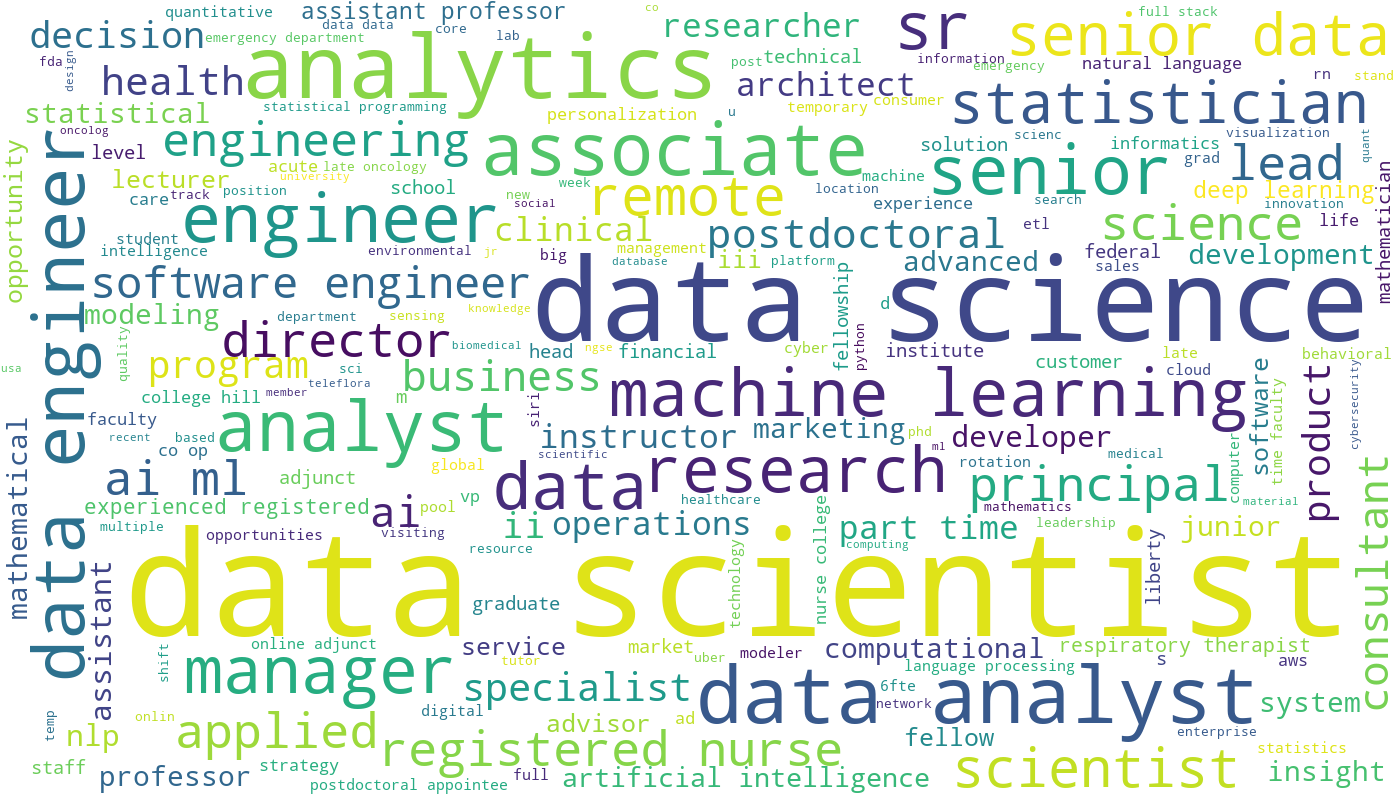 quantitative
assistant professor
co
researcher
sr
full stack
senior data
decision
emergency department
analytics
data data
core
lab
post
technical
information
emergency
natural language
fda
design
health
architect
rn
stand
statistical
statistical programming
personalization
u
temporary
consumer
statistician
oncolog
level
engineering
associate
solution
scienc
informatics
visualization
quant
opportunity
data engineer
lecturer
acute
late oncology
university
school
new
week
remote
machine
location
experience
senior
grad
lead
search
deep learning
innovation
care
track
position
engineer
social
clinical
postdoctoral
etl
science
life
mathematician
student
intelligence
environmental
jr
big
management
database
iii
platform
advanced
federal
sales
development
software engineer
data science
fellowship
d
modeling
department
sensing
knowledge
director
biomedical
head
ngse
financial
cyber
python
institute
customer
late
cloud
behavioral
usa
quality
program
sci
teleflora
member
business
machine learning
software
time faculty
product
cybersecurity
college hill
m
siri
faculty
recent
based
co op
analyst
instructor
marketing
phd
developer
ml
medical
mathematical
ai ml
adjunct
global
scientific
data
research
rotation
principal
computer
material
consultant
experienced registered
ai
pool
vp
healthcare
mathematics
multiple
opportunities
visiting
ii
operations
nurse college
part time
leadership
junior
computing
resource
technology
liberty
data scientist
assistant
graduate
shift
online adjunct
service
tutor
market
uber
modeler
computational
respiratory therapist
s
aws
manager
specialist
data analyst
language processing
6fte
network
system
temp
onlin
digital
advisor
ad
enterprise
nlp
applied
registered nurse
fellow
statistics
staff
professor
strategy
postdoctoral appointee
full
artificial intelligence
scientist
insight